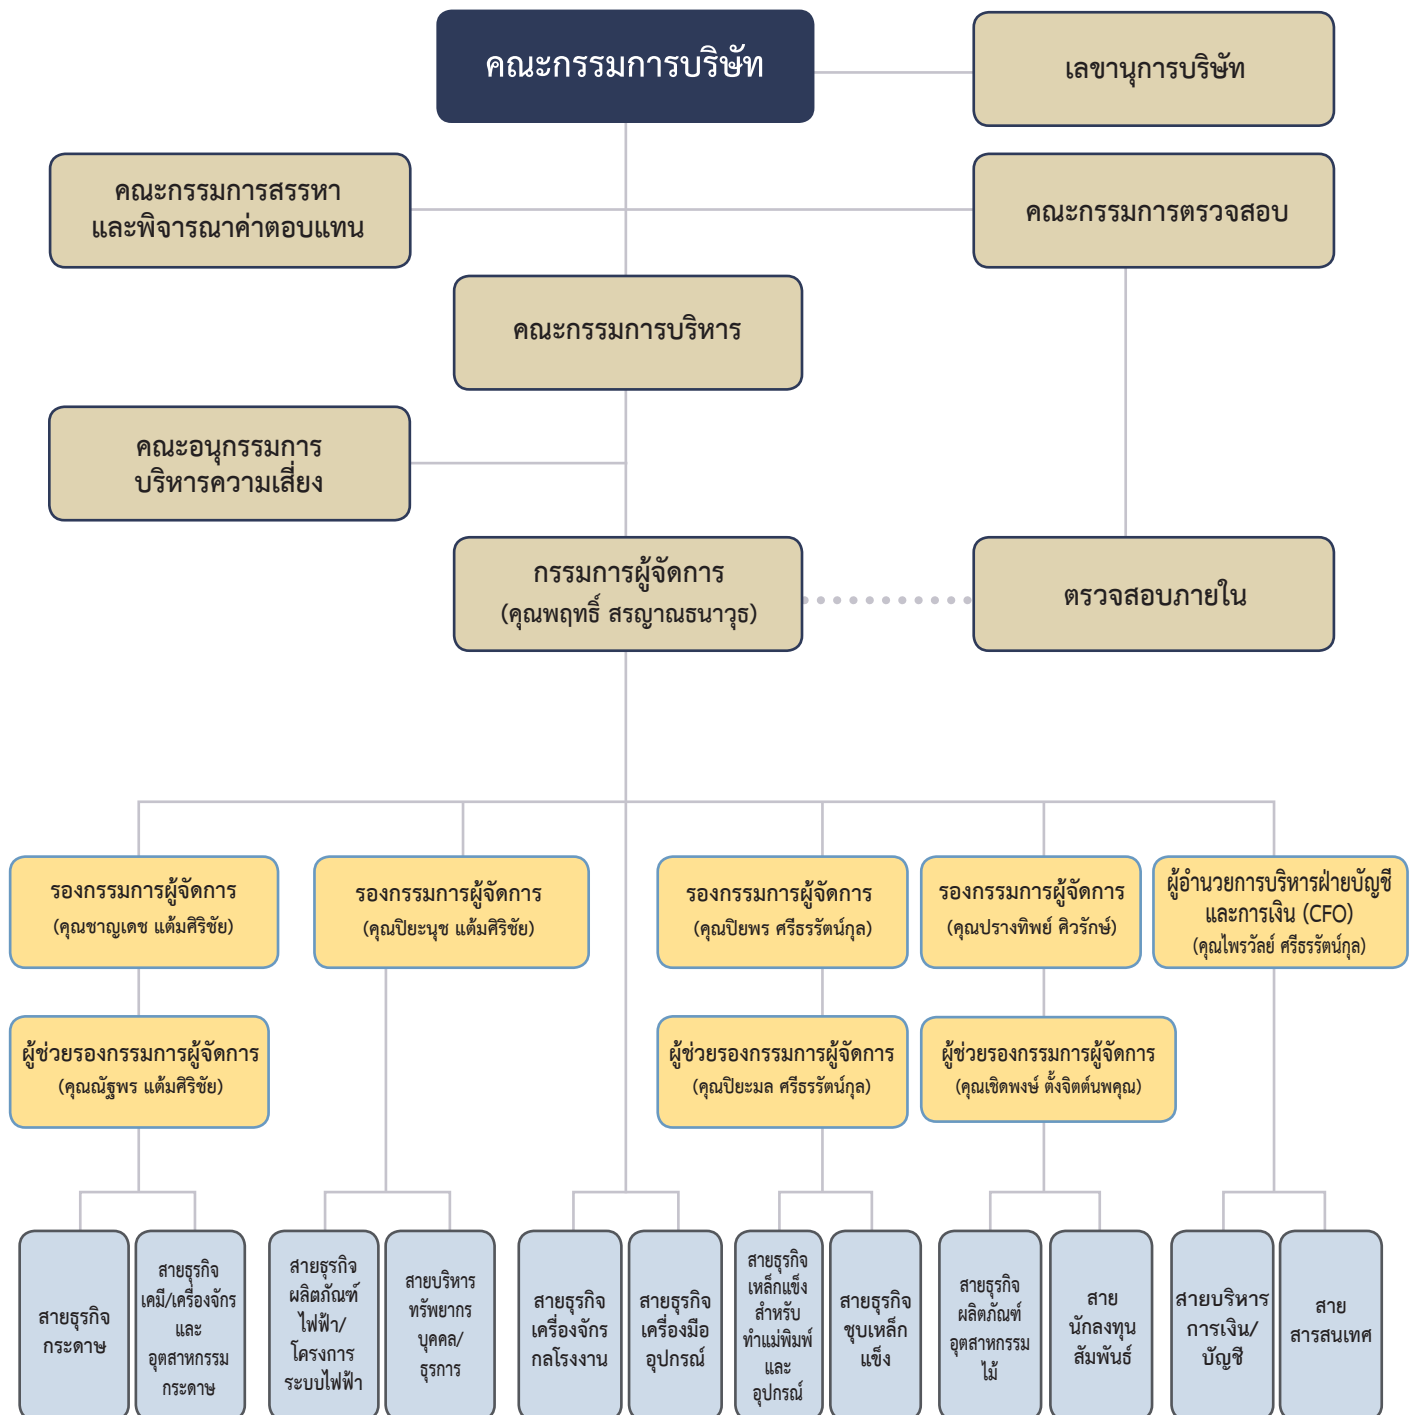 คณะกรรมการบริษัท
เลขานุการบริษัท
คณะกรรมการสรรหา
และพิจารณาค่าตอบแทน
คณะกรรมการตรวจสอบ
คณะกรรมการบริหาร
คณะอนุกรรมการ
บริหารความเสี่ยง
กรรมการผู้จัดการ
(คุณพฤทธิ์ สรญาณธนาวุธ)
ตรวจสอบภายใน
รองกรรมการผู้จัดการ
(คุณชาญเดช แต้มศิริชัย)
รองกรรมการผู้จัดการ
(คุณปิยะนุช แต้มศิริชัย)
รองกรรมการผู้จัดการ
(คุณปิยพร ศรีธรรัตน์กุล)
รองกรรมการผู้จัดการ
(คุณปรางทิพย์ ศิวรักษ์)
ผู้อำนวยการบริหารฝ่ายบัญชี
และการเงิน (CFO)
(คุณไพรวัลย์ ศรีธรรัตน์กุล)
ผู้ช่วยรองกรรมการผู้จัดการ
(คุณณัฐพร แต้มศิริชัย)
ผู้ช่วยรองกรรมการผู้จัดการ
(คุณปิยะมล ศรีธรรัตน์กุล)
ผู้ช่วยรองกรรมการผู้จัดการ
(คุณเชิดพงษ์ ตั้งจิตต์นพคุณ)
สายธุรกิจ
กระดาษ
สายธุรกิจ
เคมี/เครื่องจักร
และ
อุตสาหกรรม
กระดาษ
สายธุรกิจ
ผลิตภัณฑ์
ไฟฟ้า/
โครงการ
ระบบไฟฟ้า
สายบริหาร
ทรัพยากร
บุคคล/
ธุรการ
สายธุรกิจ
เครื่องจักร
กลโรงงาน
สายธุรกิจ
เครื่องมือ
อุปกรณ์
สายธุรกิจ
เหล็กแข็ง
สำหรับ
ทำแม่พิมพ์
และ
อุปกรณ์
สายธุรกิจ
ชุบเหล็ก
แข็ง
สายธุรกิจ
ผลิตภัณฑ์
อุตสาหกรรม
ไม้
สาย
นักลงทุน
สัมพันธ์
สายบริหาร
การเงิน/
บัญชี
สาย
สารสนเทศ